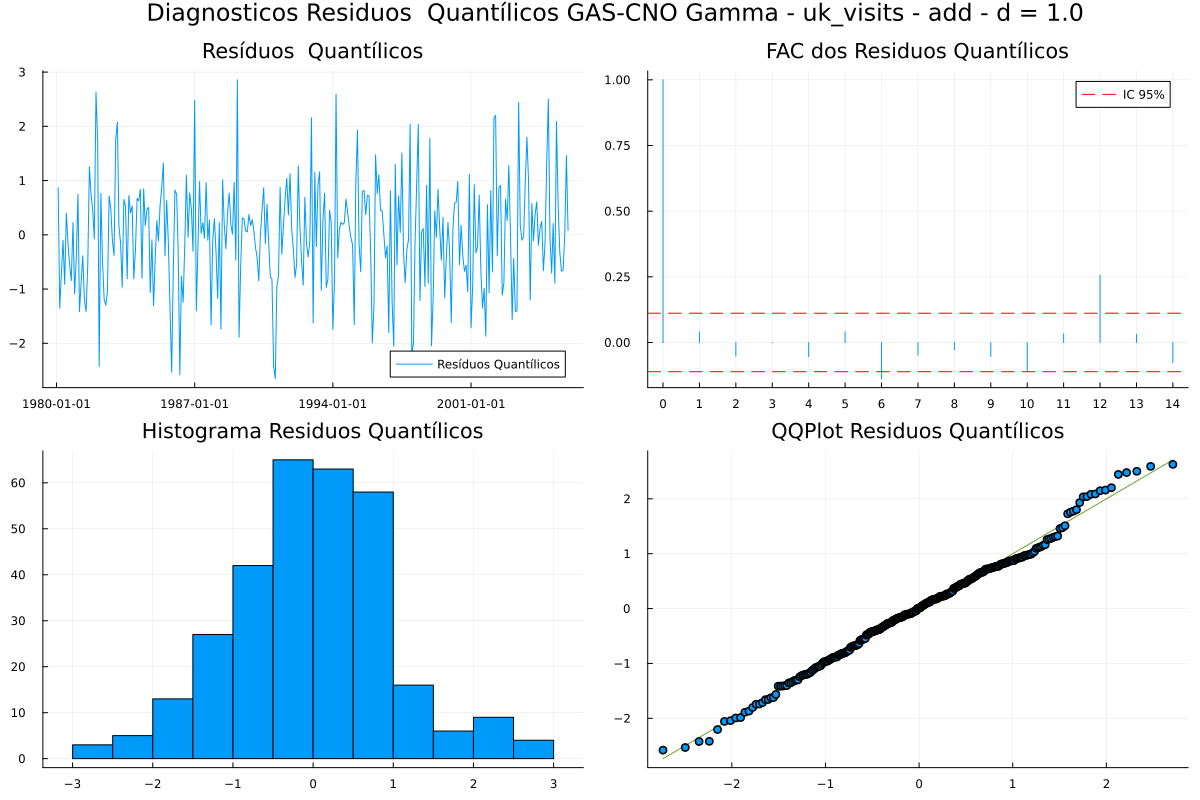 Diagnosticos Residuos  Quantílicos GAS-CNO Gamma - uk_visits - add - d = 1.0
Resíduos  Quantílicos
3
2
1
0
−1
−2
Resíduos Quantílicos
1980-01-01 1987-01-01 1994-01-01 2001-01-01
FAC dos Residuos Quantílicos
1.00
0.75
0.50
0.25
0.00
IC 95%
0 1 2 3 4 5 6 7 8 9 10 11 12 13 14
Histograma Residuos Quantílicos
60
50
40
30
20
10
0
−3 −2 −1 0 1 2 3
QQPlot Residuos Quantílicos
2
1
0
−1
−2
−2 −1 0 1 2